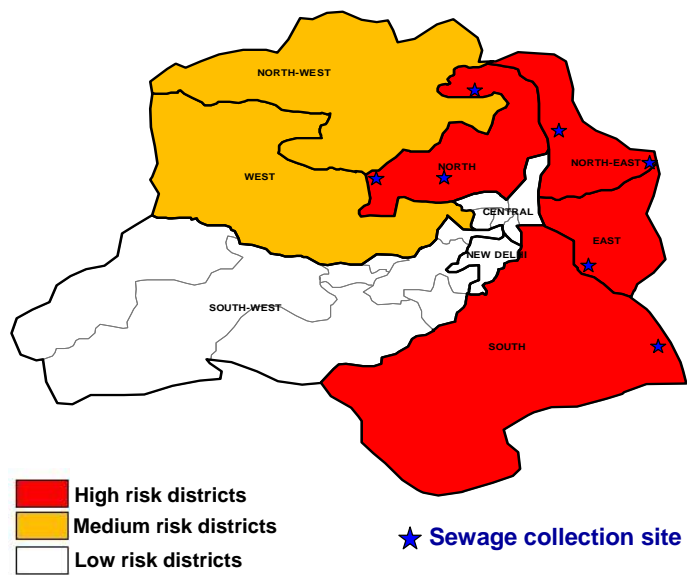 NORTH-WEST
NORTH-EAST
NORTH
WEST
CENTRAL
EAST
NEW DELHI
SOUTH-WEST
SOUTH
High risk districts
Medium risk districts
Low risk districts
Sewage collection site